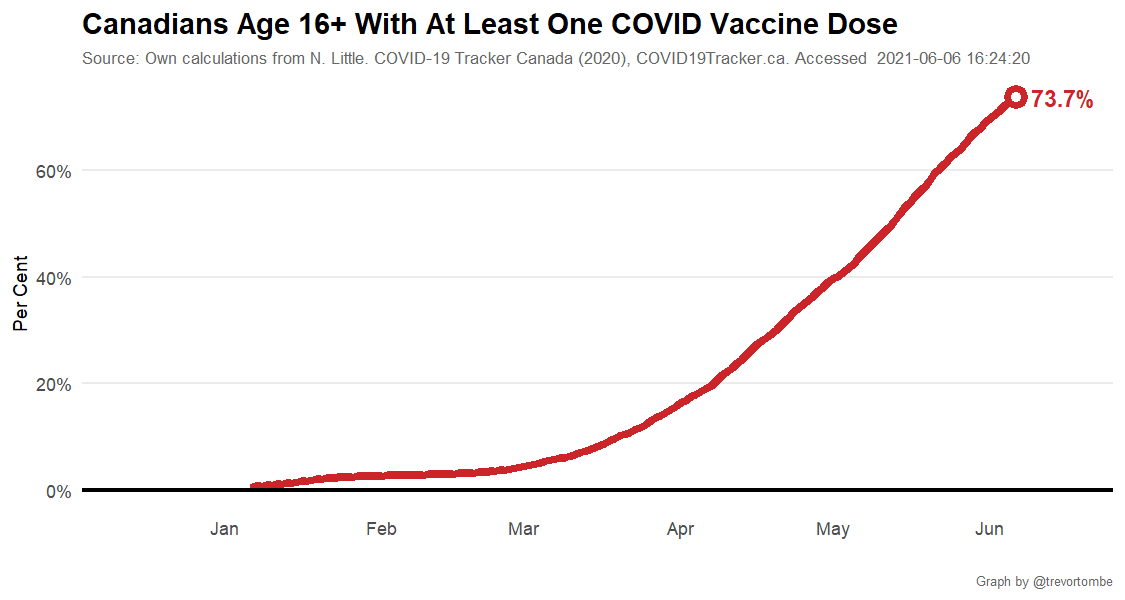 Canadians Age 16+ With At Least One COVID Vaccine Dose
Source: Own calculations from N. Little. COVID-19 Tracker Canada (2020), COVID19Tracker.ca. Accessed  2021-06-06 16:24:20
73.7%
60%
40%
20%
0%
Per Cent
Jan Feb Mar Apr May Jun
Graph by @trevortombe